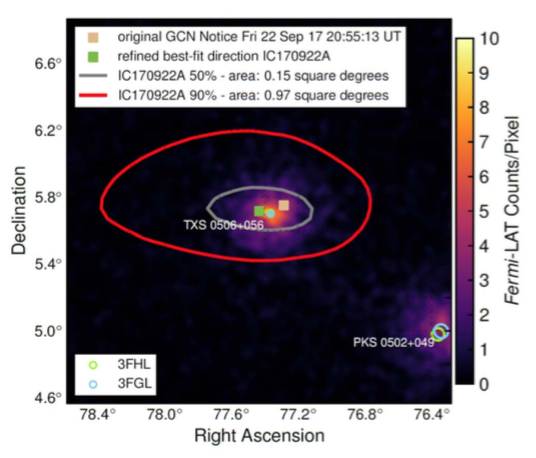 original GCN Notice Fri 22 Sep 17 20:55:13 UT
refined best-fit direction IC170922A
IC170922A 50% - area: 0.15 square degrees
IC170922A 90% - area: 0.97 square degrees
6.6°
6.2°
5.8°
5.4°
5.0°
4.6°
Declination
TXS 0506+056
PKS 0502+049
3FHL
3FGL
78.4°
78.0°
77.6°
77.2°
76.8°
76.4°
Right Ascension
10
9
8
7
6
5
4
3
2
1
0
Fermi-LAT Counts/Pixel